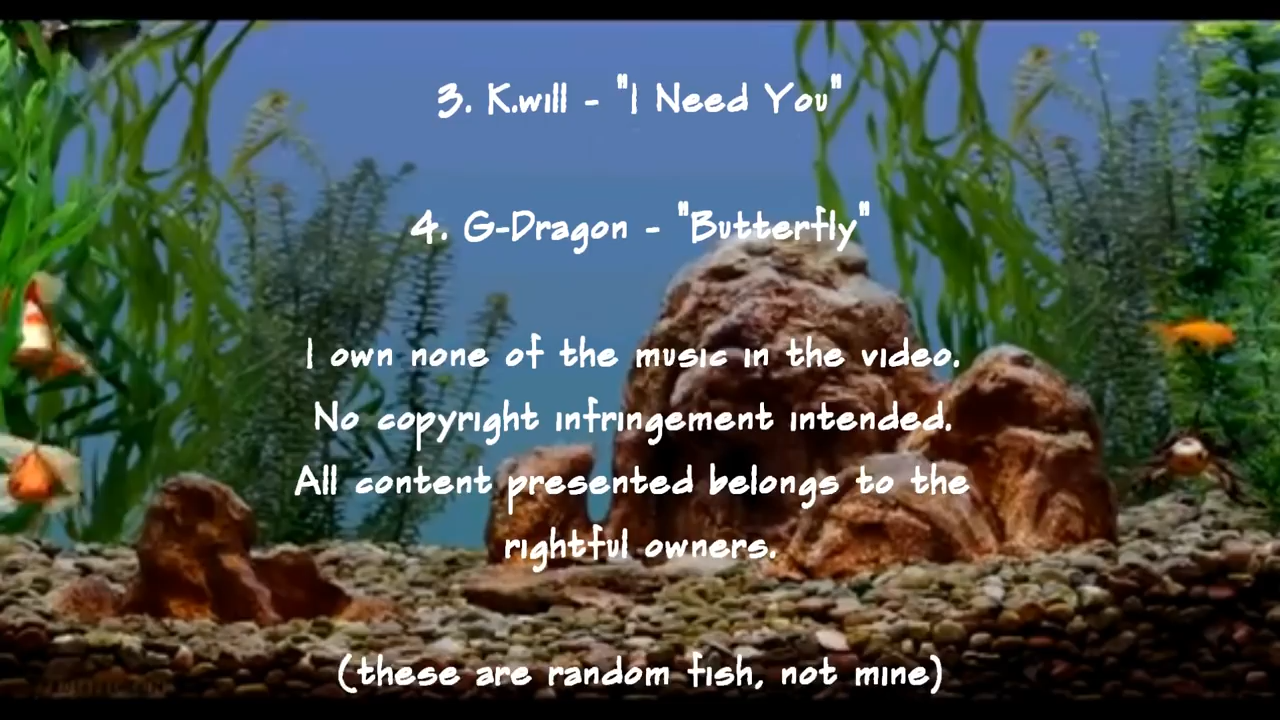 3. K.will - "I Need You"
4. G-Dragon - "Butterfly"
I own none of the music in the video.
No copyright infringement intended.
All content presented belongs to the
rightful owners.
(these are random fish, not mine)